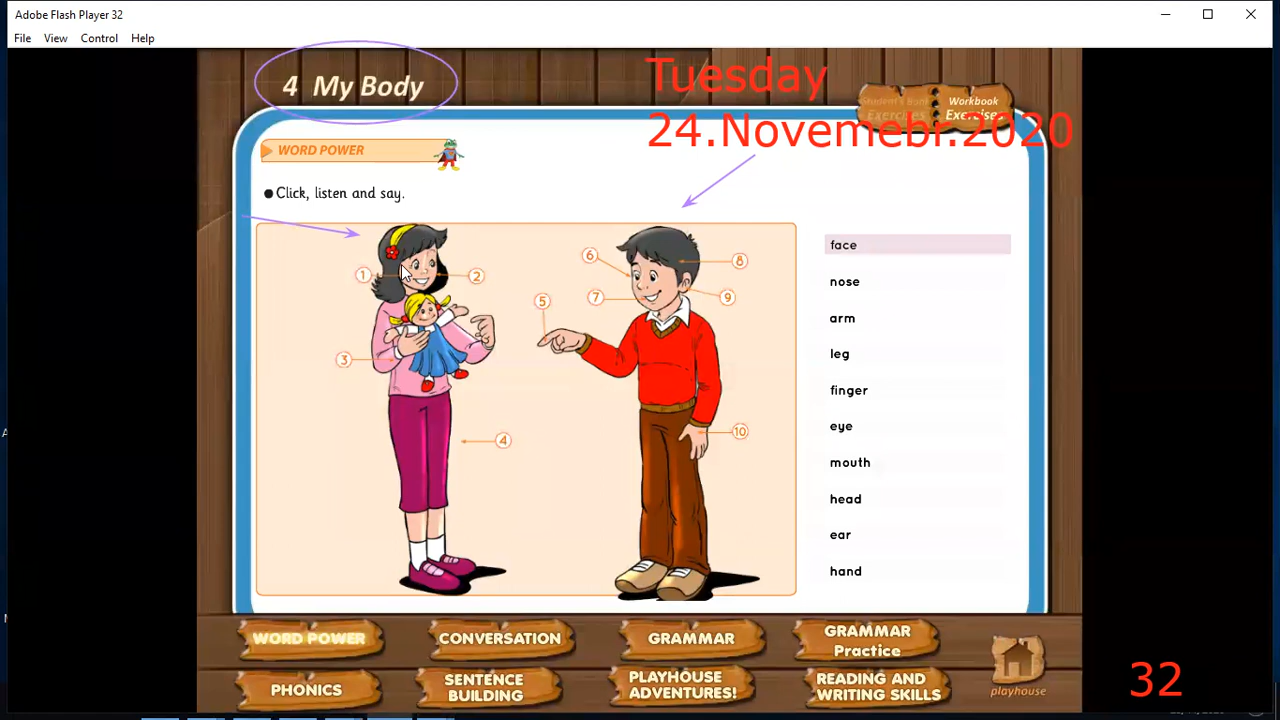 Adobe Flash Player 32
File View Control Help
4 My Body
Tuesday
24.Novemebr.2020
Student's Book
Exercises
Workbook
Exercises
WORD POWER
Click, listen and say.
1
2
3
4
5
6
7
8
9
10
face
nose
arm
leg
finger
eye
mouth
head
ear
hand
WORD POWER
CONVERSATION
GRAMMAR
GRAMMAR
Practice
PHONICS
SENTENCE
BUILDING
PLAYHOUSE
ADVENTURES!
READING AND
WRITING SKILLS
playhouse
32